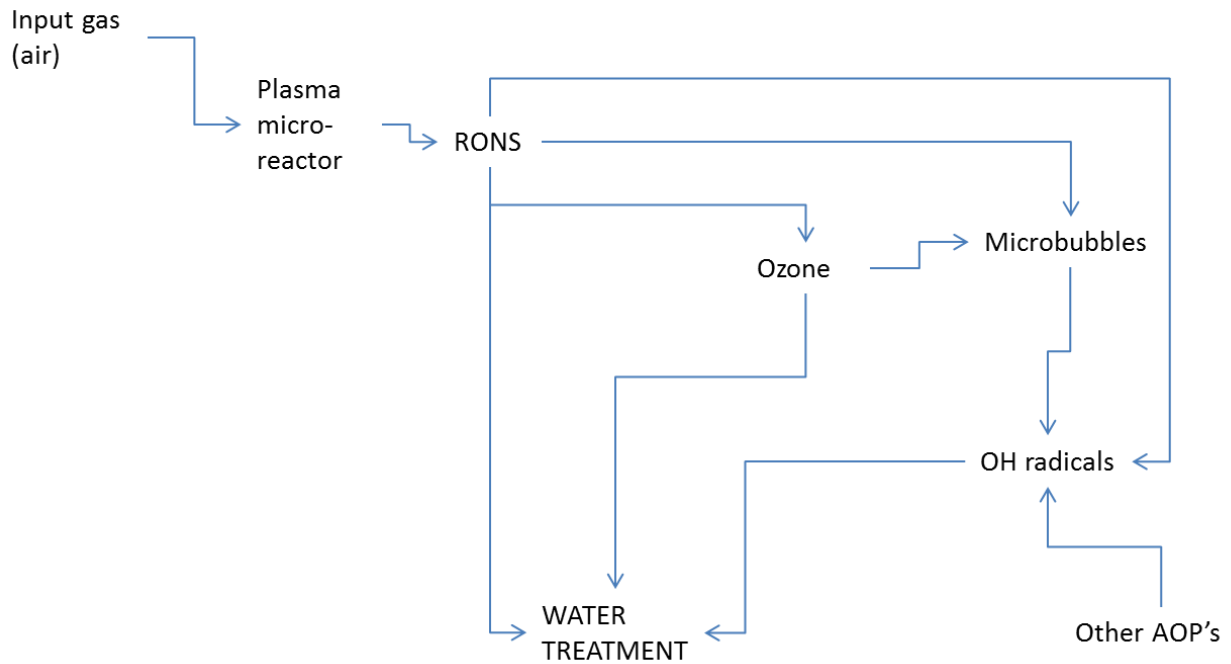 Input gas
(air)
Plasma
micro-
reactor
RONS
Microbubbles
Ozone
OH radicals
WATER
TREATMENT
Other AOP's